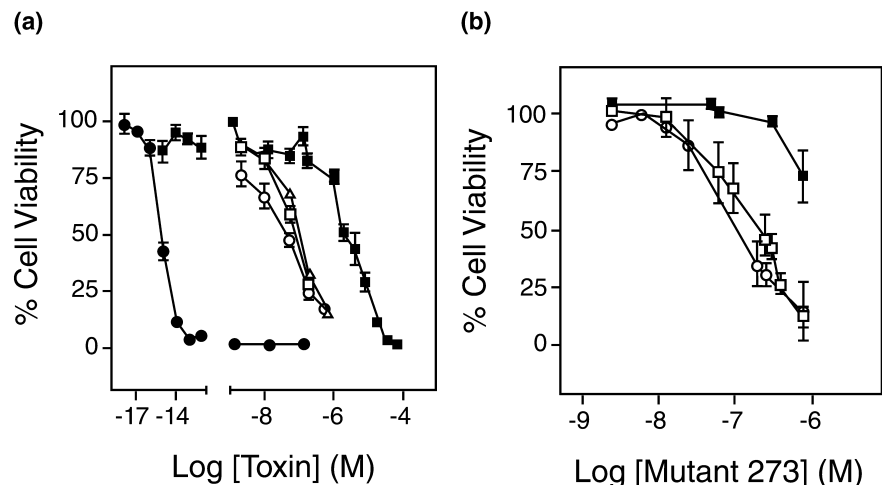 (a)
(b)
% Cell Viability
100
75
50
25
0
-17 -14 -8 -6 -4
Log [Toxin] (M)
% Cell Viability
100
75
50
25
0
-9 -8 -7 -6
Log [Mutant 273] (M)